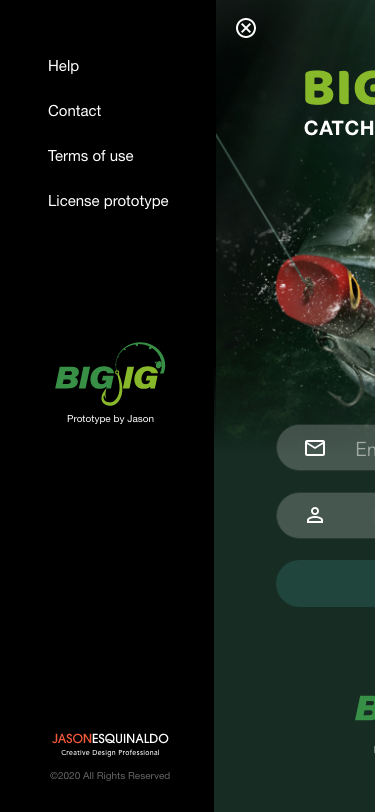 Help
Contact
Terms of use
License prototype
BIG
CATCH
BIGJIG
Prototype by Jason
Em
JASONESQUINALDO
Creative Design Professional
©2020 All Rights Reserved